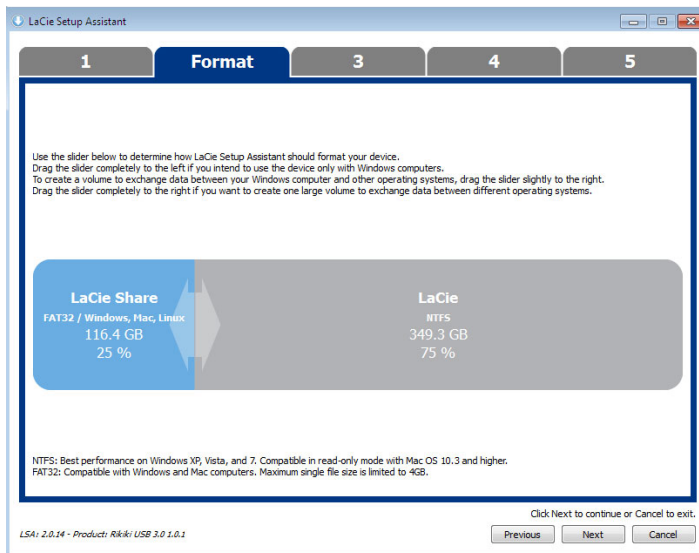 LaCie Setup Assistant
1
Format
3
4
5
Use the slider below to determine how LaCie Setup Assistant should format your device.
Drag the slider completely to the left if you intend to use the device only with Windows computers.
To create a volume to exchange data between your Windows computer and other operating systems, drag the slider slightly to the right.
Drag the slider completely to the right if you want to create one large volume to exchange data between different operating systems.
LaCie Share
FAT32 / Windows, Mac, Linux
116.4 GB
25 %
LaCie
NTFS
349.3 GB
75 %
NTFS: Best performance on Windows XP, Vista, and 7. Compatible in read-only mode with Mac OS 10.3 and higher.
FAT32: Compatible with Windows and Mac computers. Maximum single file size is limited to 4GB.
Click Next to continue or Cancel to exit.
LSA: 2.0.14 - Product: Rikiki USB 3.0 1.0.1
Previous
Next
Cancel